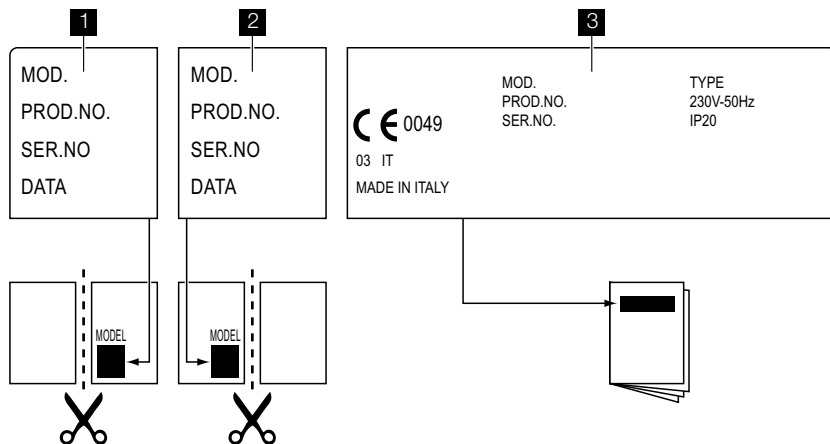 1
MOD.
PROD.NO.
SER.NO
DATA
MODEL
2
MOD.
PROD.NO.
SER.NO
DATA
MODEL
3
MOD.
PROD.NO.
SER.NO.
TYPE
230V-50Hz
IP20
CE 0049
03 IT
MADE IN ITALY